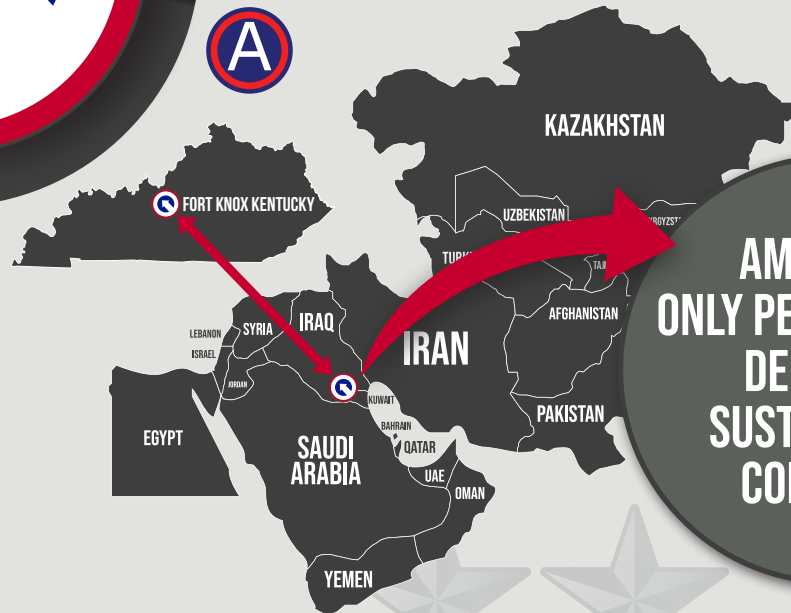 A
KAZAKHSTAN
FORT KNOX KENTUCKY
UZBEKISTAN
LEBANON
SYRIA
IRAQ
ISRAEL
JORDAN
IRAN
AFGHANISTAN
KUWAIT
BAHRAIN
QATAR
PAKISTAN
EGYPT
SAUDI
ARABIA
UAE
OMAN
YEMEN
AM
ONLY PE
DE
SUST
CO